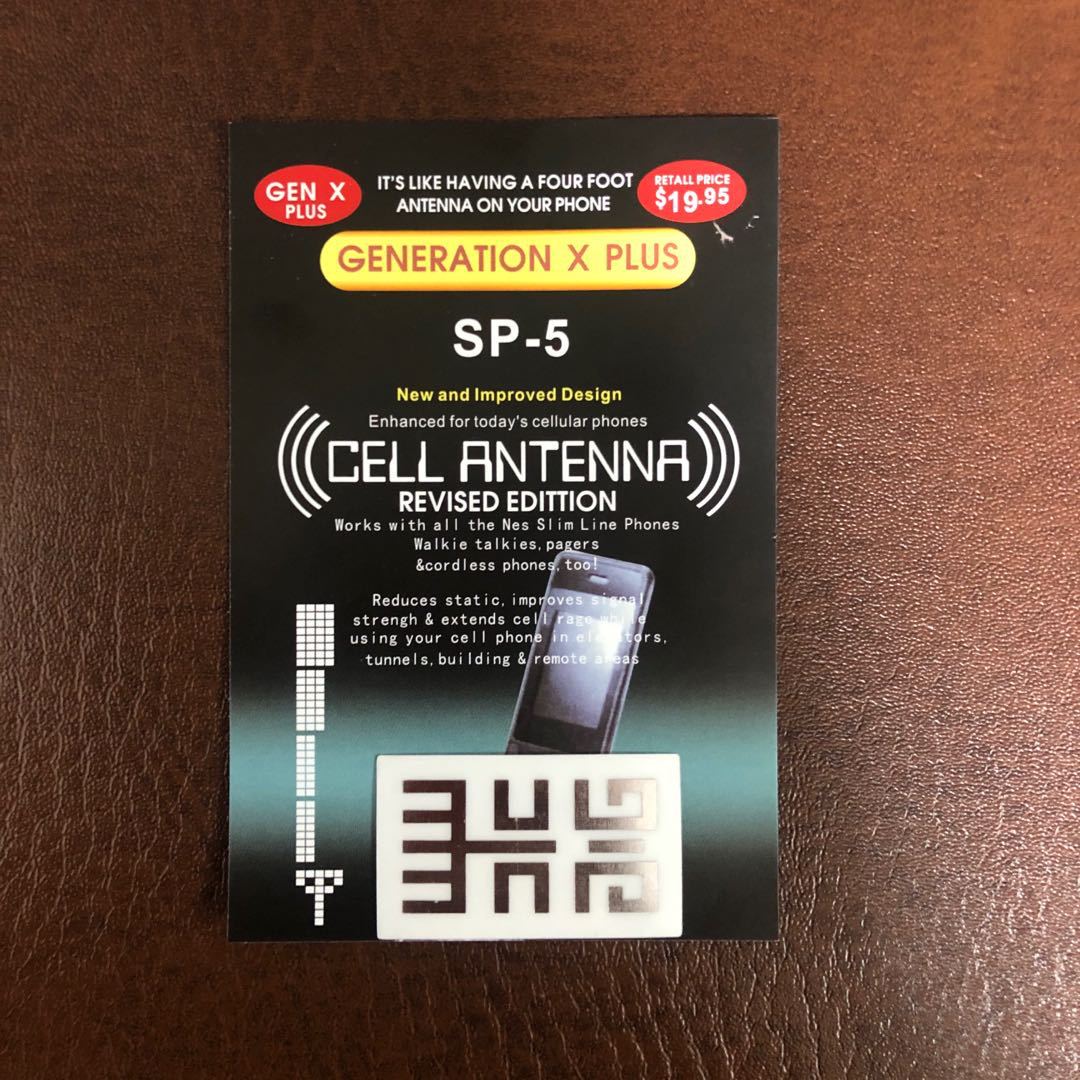 GEN X
PLUS
IT'S LIKE HAVING A FOUR FOOT
ANTENNA ON YOUR PHONE
RETALL PRICE
$19.95
GENERATION X PLUS
SP-5
New and Improved Design
Enhanced for today's cellular phones
CELL ANTENNA
REVISED EDITTION
Works with all the Nes Slim Line Phones
Walkie talkies, pagers
&cordless phones, too!
Reduces static, improves signal
strengh & extends cell rage while
using your cell phone in elevators,
tunnels, building & remote areas